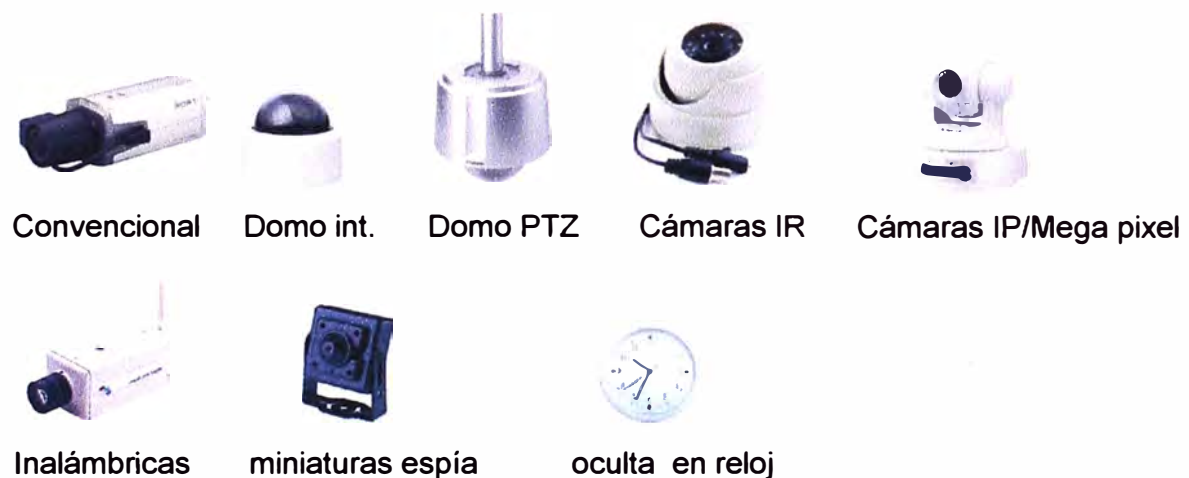 Convencional Domo int. Domo PTZ Cámaras IR Cámaras IP/Mega pixel
Inalámbricas miniaturas espía oculta en reloj